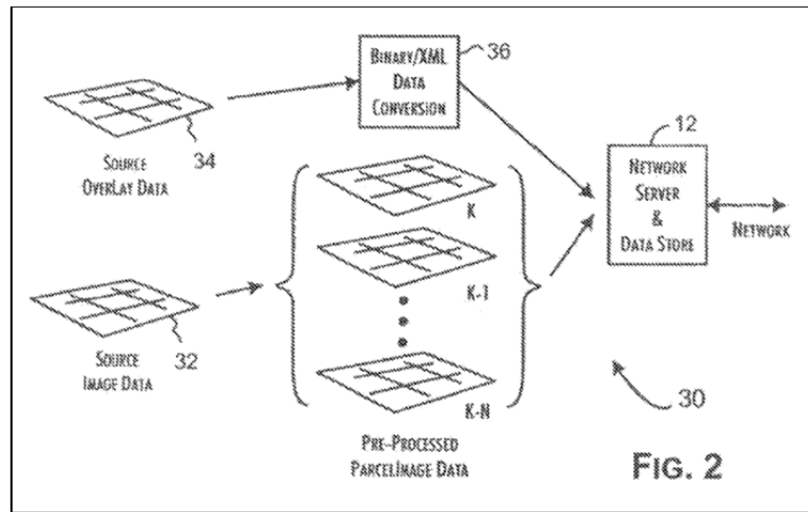 BINARY/XML
DATA
CONVERSION
36
34
SOURCE
OVERLAY DATA
12
NETWORK
SERVER
&
DATA STORE
NETWORK
K
K-1
K-N
32
SOURCE
IMAGE DATA
PRE-PROCESSED
PARCELIMAGE DATA
30
FIG. 2